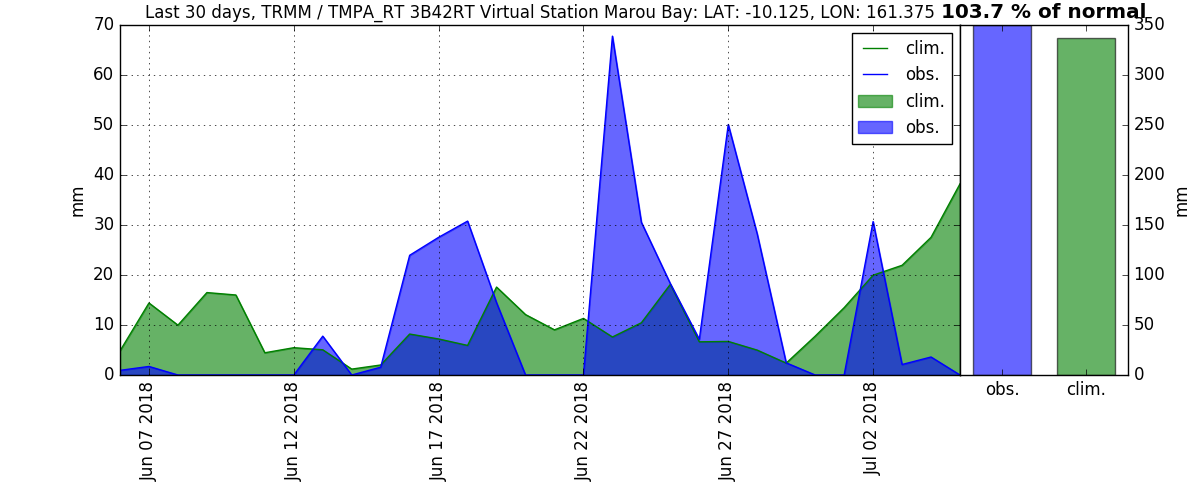 Last 30 days, TRMM / TMPA_RT 3B42RT Virtual Station Marou Bay: LAT: -10.125, LON: 161.375 103.7 % of normal
70
60
50
40
30
20
10
0
mm
clim.
obs.
clim.
obs.
350
300
250
200
150
100
50
0
mm
Jun 07 2018
Jun 12 2018
Jun 17 2018
Jun 22 2018
Jun 27 2018
Jul 02 2018
obs.
clim.